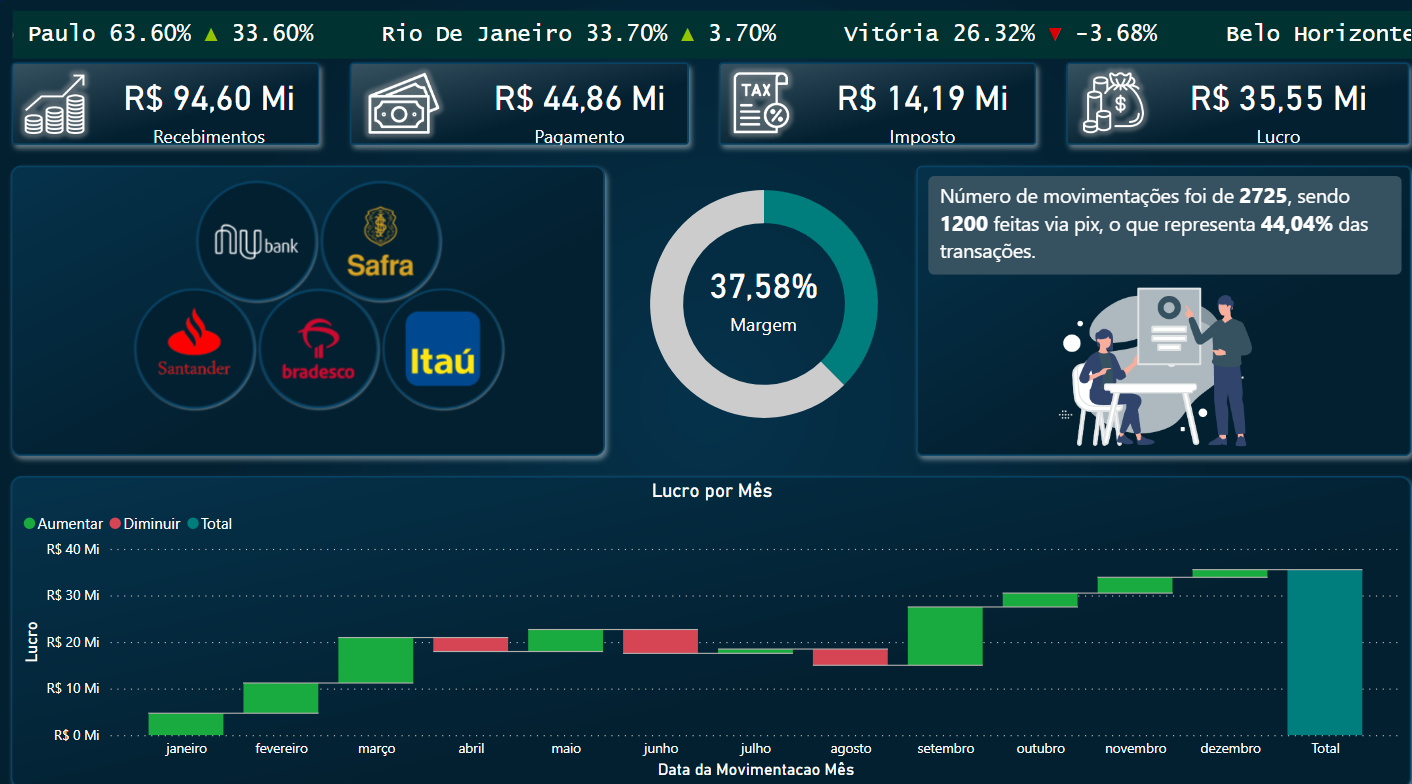 Paulo 63.60% ▲ 33.60% Rio De Janeiro 33.70% ▲ 3.70% Vitória 26.32% ▼ -3.68% Belo Horizonte
R$ 94,60 Mi
Recebimentos
R$ 44,86 Mi
Pagamento
TAX
%
R$ 14,19 Mi
Imposto
$
R$ 35,55 Mi
Lucro
nu bank
Safra
Santander
bradesco
Itaú
37,58%
Margem
Número de movimentações foi de 2725, sendo
1200 feitas via pix, o que representa 44,04% das
transações.
Lucro por Mês
Aumentar Diminuir Total
R$ 40 Mi
R$ 30 Mi
R$ 20 Mi
R$ 10 Mi
R$ 0 Mi
Lucro
janeiro fevereiro março abril maio junho julho agosto setembro outubro novembro dezembro Total
Data da Movimentacao Mês